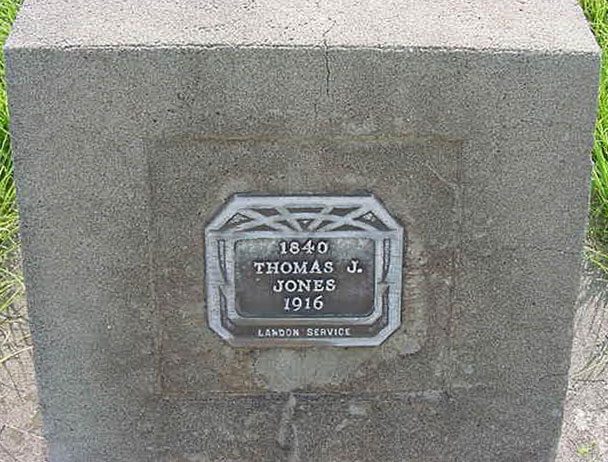 1840
THOMAS J.
JONES
1916
LANDON SERVICE